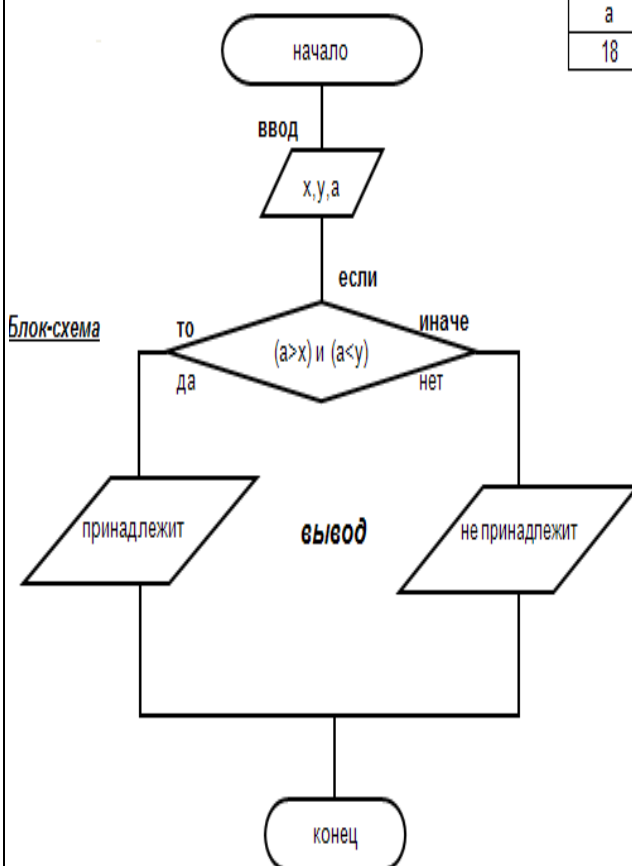 а
18
начало
ввод
х,у,а
если
Блок-схема
то
иначе
(а>х) и (а<у)
да
нет
принадлежит
вывод
не принадлежит
конец